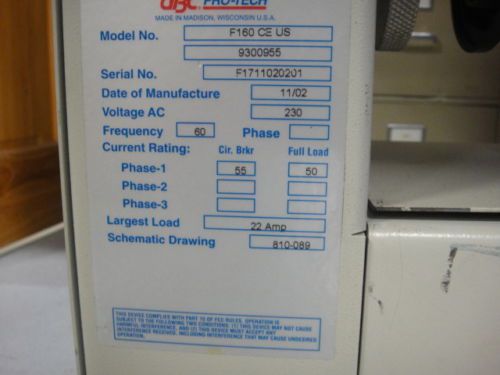 PRO-TECH
MADE IN MADISON, WISCONSIN U.S.A.
Model No. F160 CE US
9300955
Serial No. F1711020201
Date of Manufacture 11/02
Voltage AC 230
Frequency 60 Phase
Current Rating: Cir. Brkr Full Load
Phase-1 55 50
Phase-2
Phase-3
Largest Load 22 Amp
Schematic Drawing 810-089
THIS DEVICE COMPLIES WITH PART 15 OF FCC RULES. OPERATION IS
SUBJECT TO THE FOLLOWING TWO CONDITIONS: (1) THIS DEVICE MAY NOT CAUSE
HARMFUL INTERFERENCE, AND (2) THIS DEVICE MUST ACCEPT ANY
INTERFERENCE RECEIVED, INCLUDING INTERFERENCE THAT MAY CAUSE UNDESIRED
OPERATION.